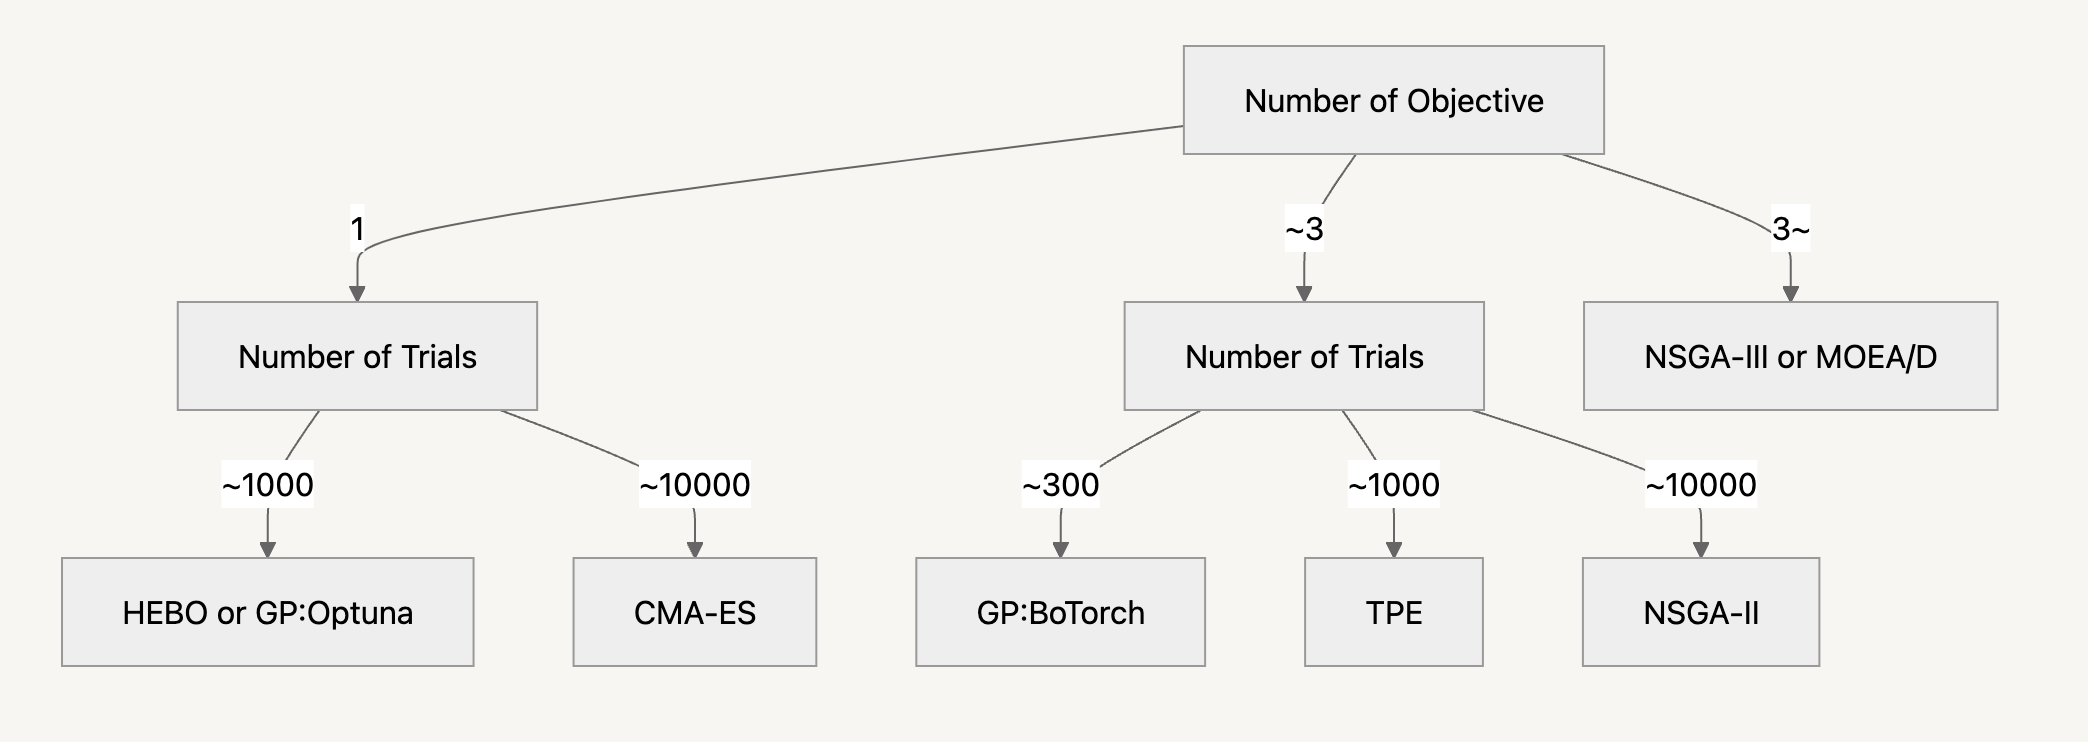 Number of Objective
1
~3
3~
Number of Trials
Number of Trials
NSGA-III or MOEA/D
~1000
~10000
~300
~1000
~10000
HEBO or GP:Optuna
CMA-ES
GP:BoTorch
TPE
NSGA-II